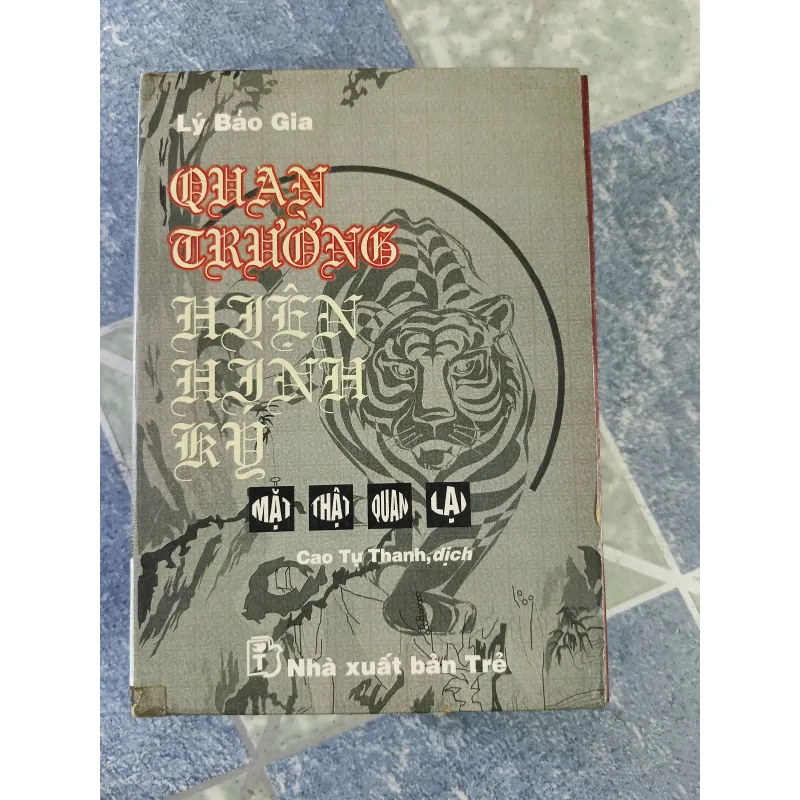 Lý Bảo Gia
QUAN
TRƯỜNG
HIỆN
HÌNH
KÝ
MẶT THẬT QUAN LẠI
Cao Tự Thanh, dịch
T
Nhà xuất bản Trẻ